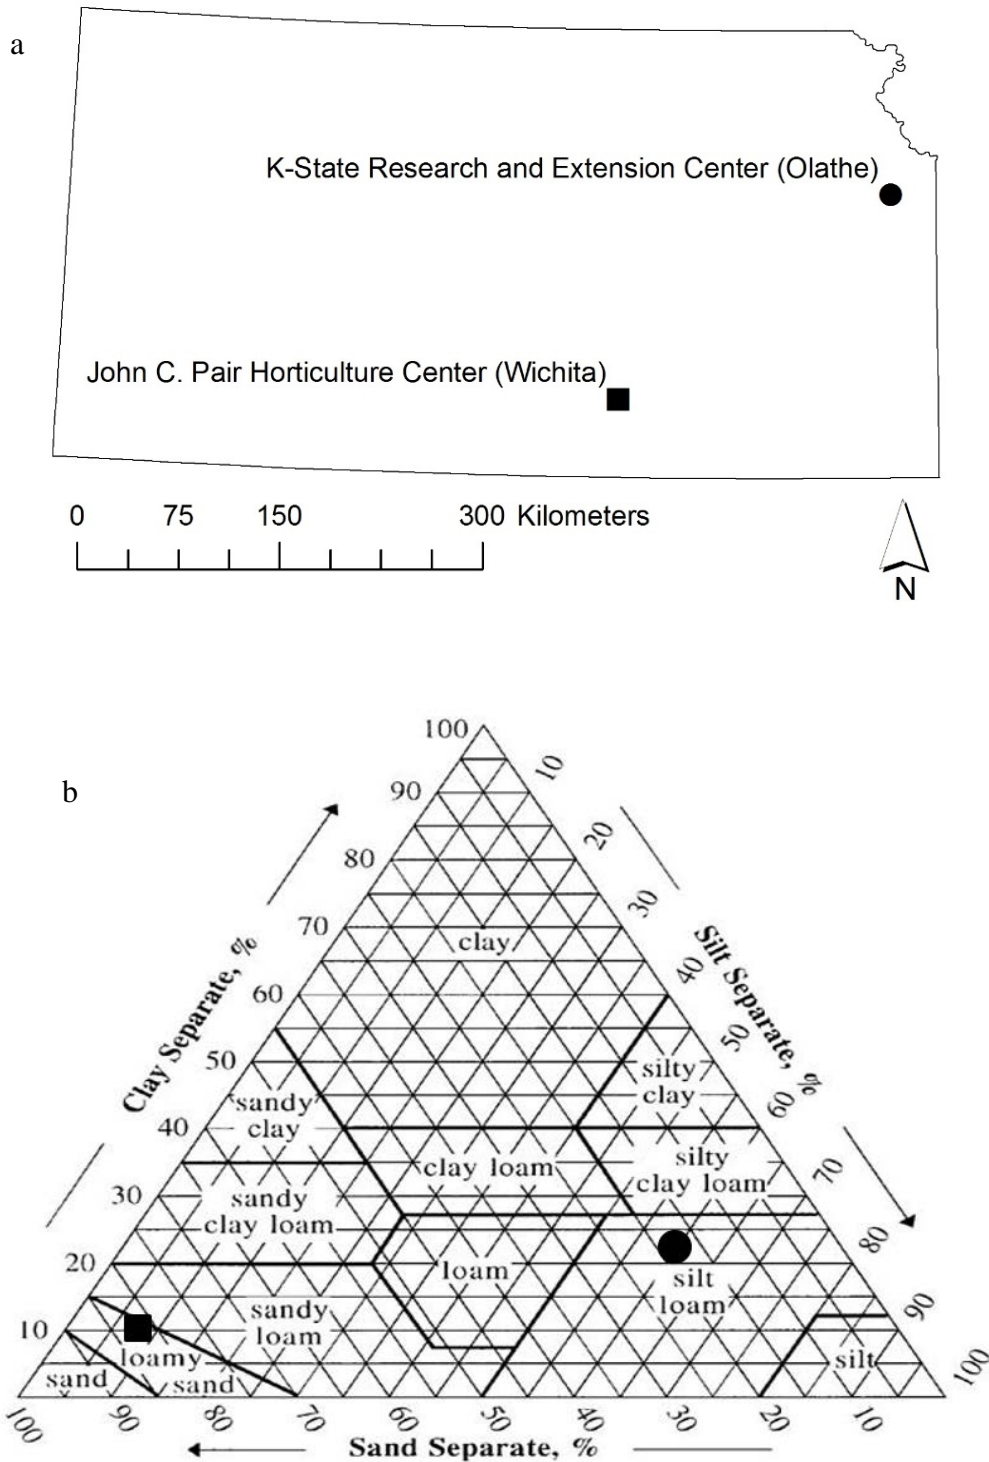 a
K-State Research and Extension Center (Olathe)
John C. Pair Horticulture Center (Wichita)
0 75 150 300 Kilometers
N
b
100
90
80
70
60
50
40
30
20
10
Clay Separate, %
10
20
30
40
50
60
70
80
90
100
Silt Separate, %
clay
silty
clay
sandy
clay
clay loam
silty
clay loam
sandy
clay loam
loam
silt
loam
sandy
loam
loamy
sand
sand
silt
100 90 80 70 60 50 40 30 20 10
Sand Separate, %